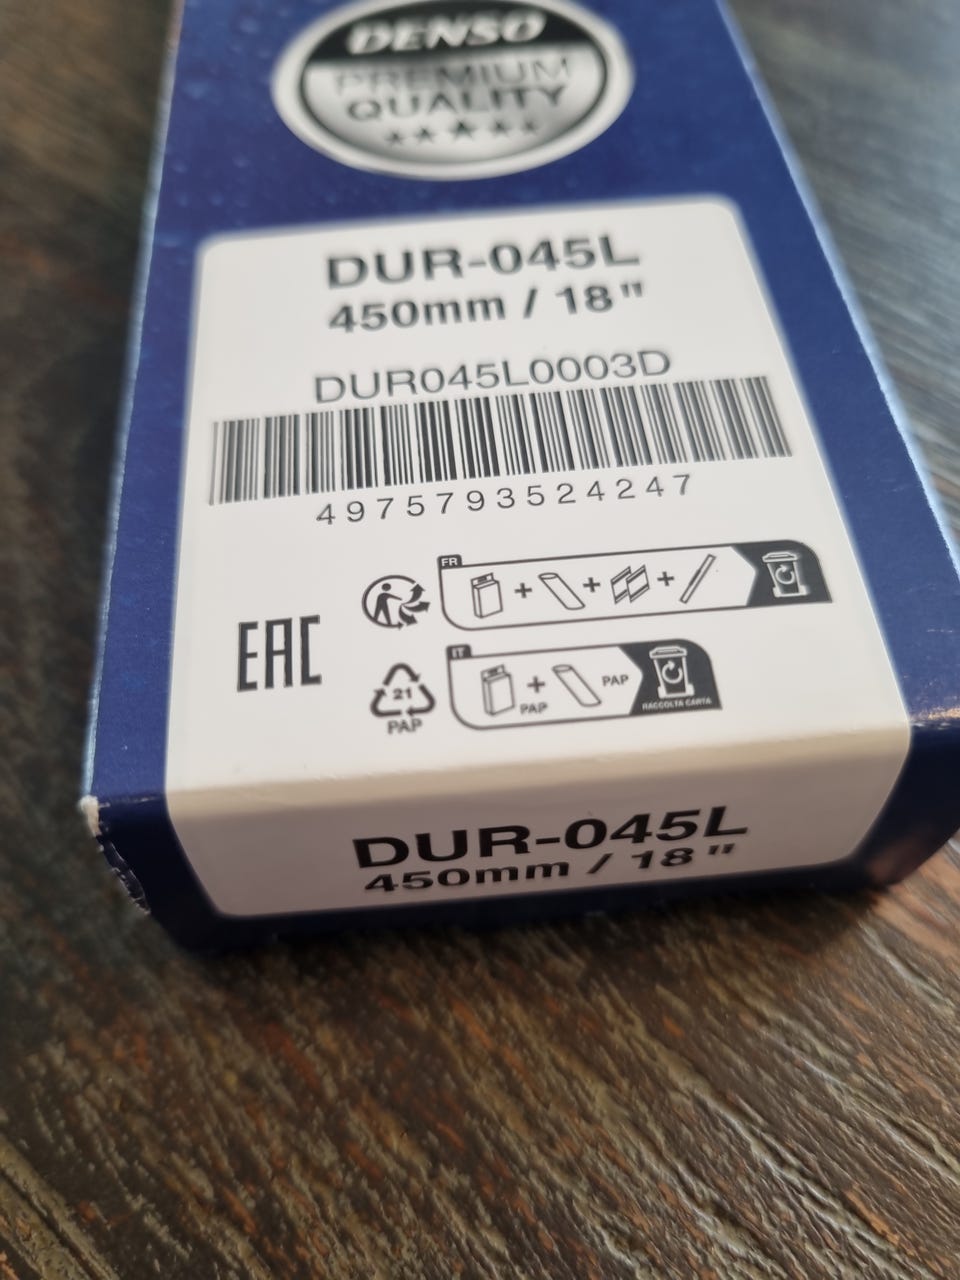 DENSO
PREMIUM
QUALITY
DUR-045L
450mm / 18"
DUR045L0003D
4975793524247
FR
EAC
IT
21
PAP
PAP
PAP
RACCOLTA CARTA
DUR-045L
450mm / 18"